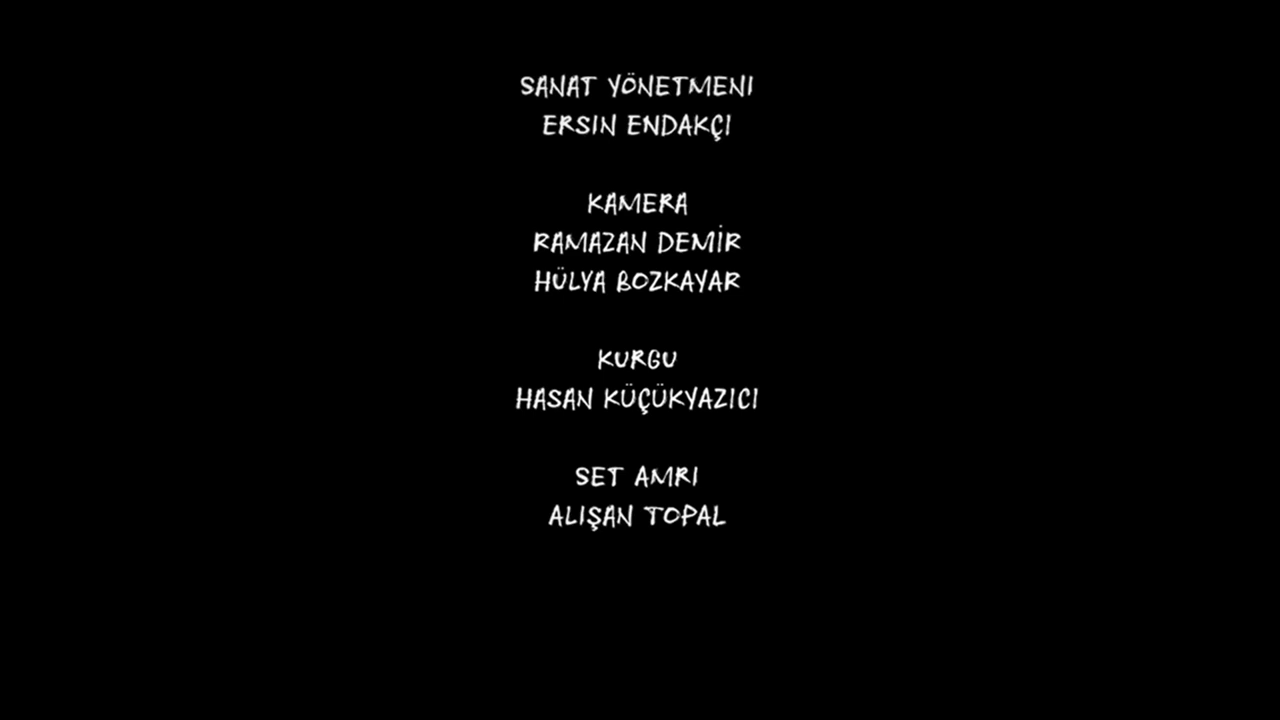 SANAT YÖNETMENI
ERSIN ENDAKÇI
KAMERA
RAMAZAN DEMİR
HÜLYA BOZKAYAR
KURGU
HASAN KÜÇÜKYAZICI
SET AMRI
ALIŞAN TOPAL